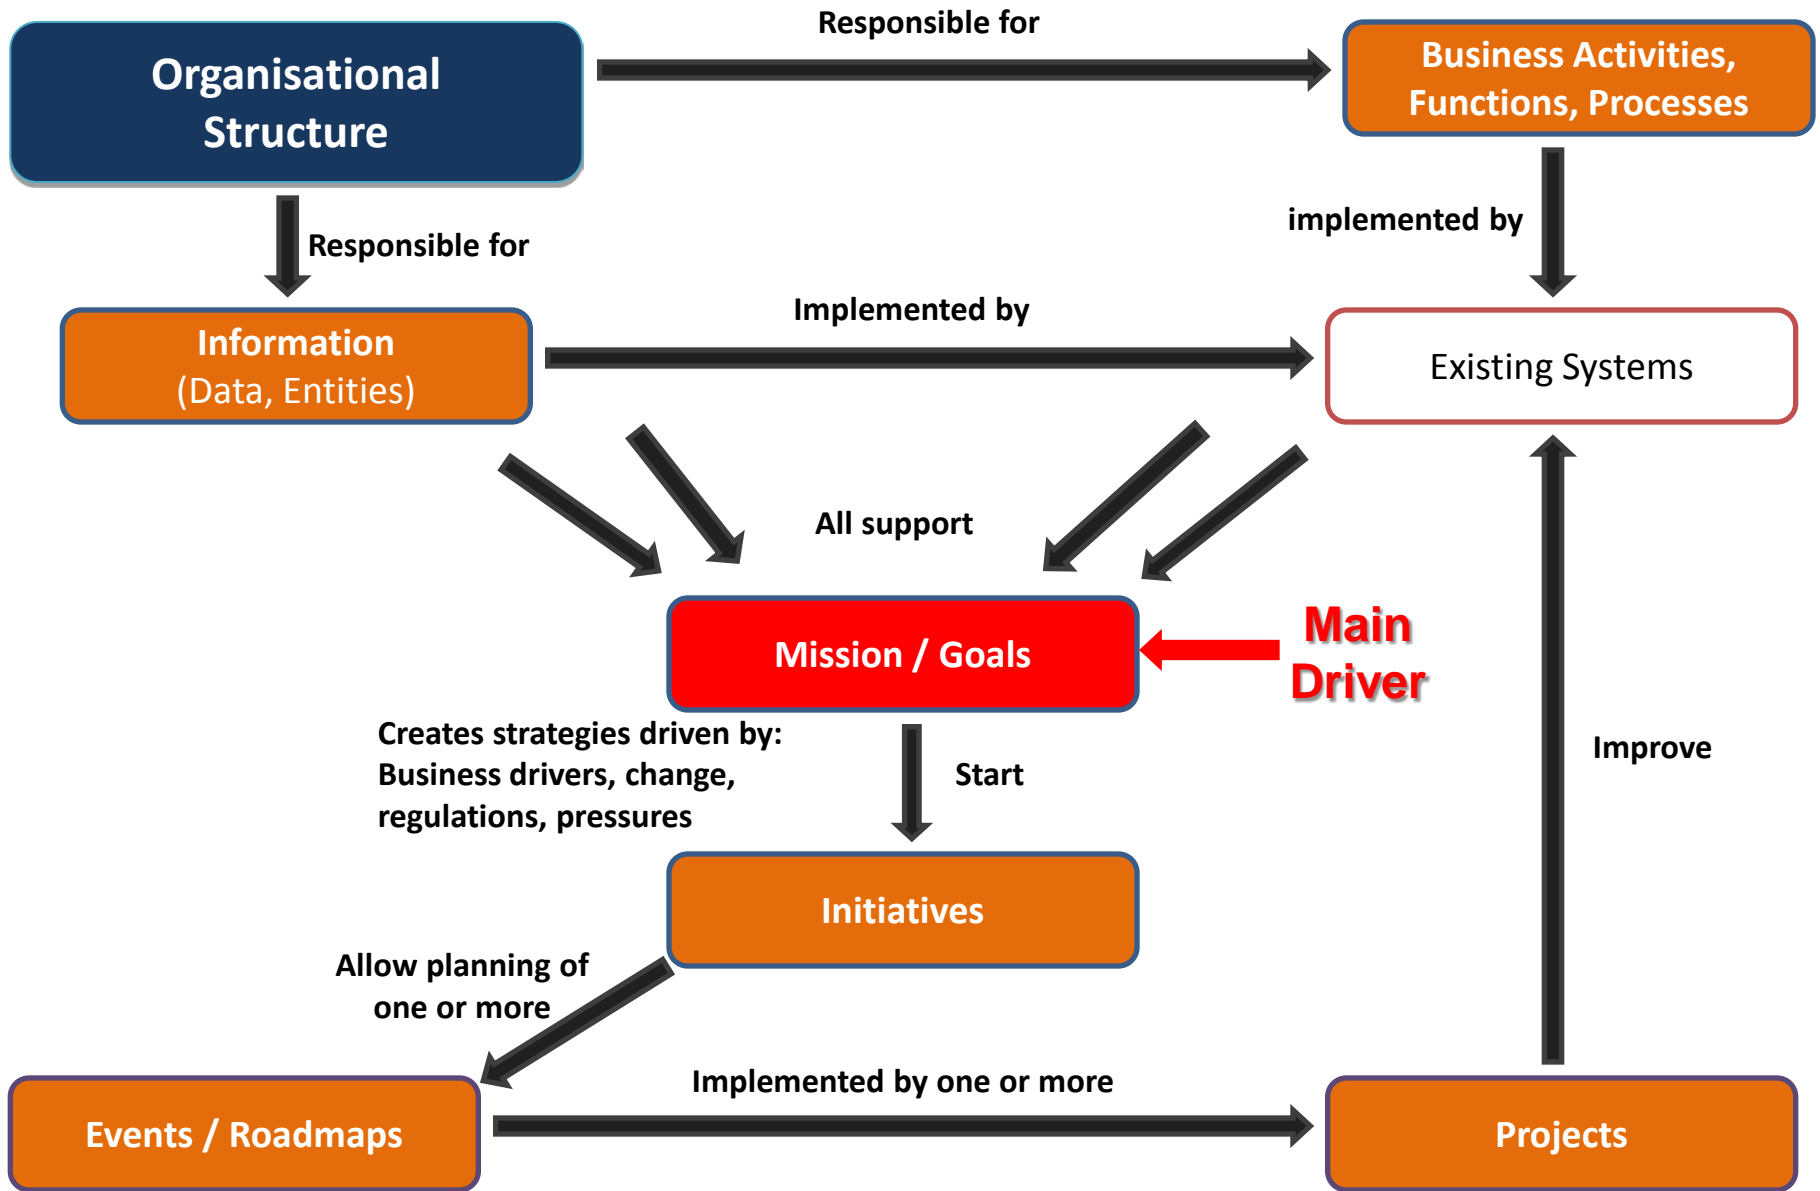 Responsible for
Organisational
Structure
Business Activities,
Functions, Processes
Responsible for
implemented by
Implemented by
Information
(Data, Entities)
Existing Systems
All support
Mission / Goals
Main
Driver
Creates strategies driven by:
Business drivers, change,
regulations, pressures
Start
Improve
Initiatives
Allow planning of
one or more
Implemented by one or more
Events / Roadmaps
Projects